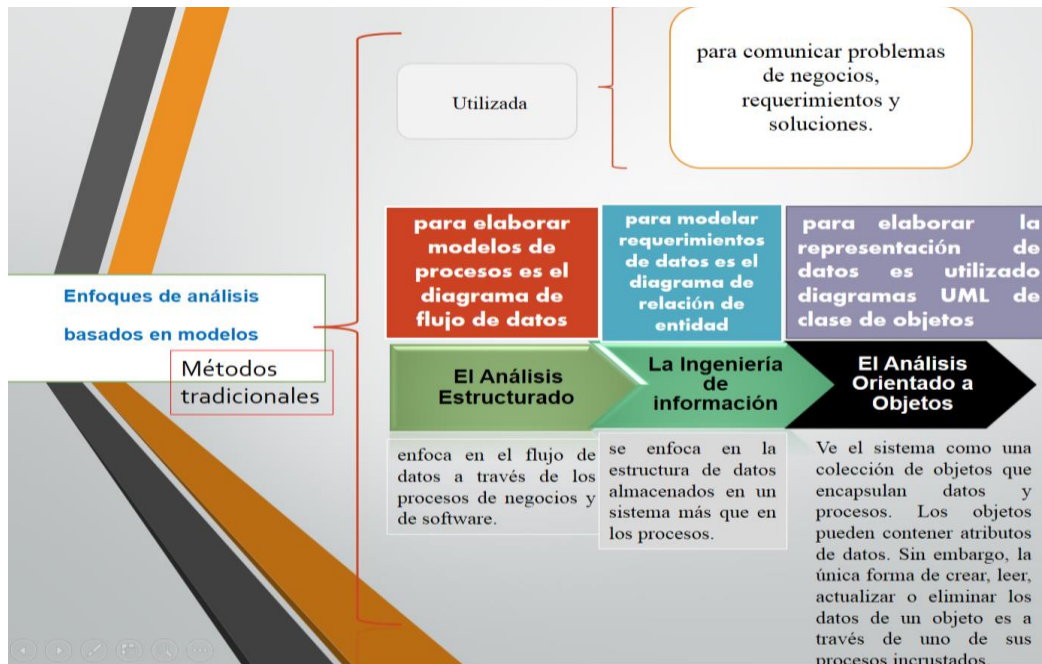 Enfoques de análisis
basados en modelos
Métodos
tradicionales
Utilizada
para comunicar problemas
de negocios,
requerimientos y
soluciones.
para elaborar
modelos de
procesos es el
diagrama de
flujo de datos
para modelar
requerimientos
de datos es el
diagrama de
relación de
entidad
para elaborar la
representación de
datos es utilizado
diagramas UML de
clase de objetos
El Análisis
Estructurado
La Ingeniería
de
información
El Análisis
Orientado a
Objetos
enfoca en el flujo de
datos a través de los
procesos de negocios y
de software.
se enfoca en la
estructura de datos
almacenados en un
sistema más que en
los procesos.
Ve el sistema como una
colección de objetos que
encapsulan datos y
procesos. Los objetos
pueden contener atributos
de datos. Sin embargo, la
única forma de crear, leer,
actualizar o eliminar los
datos de un objeto es a
través de uno de sus
procesos incrustados